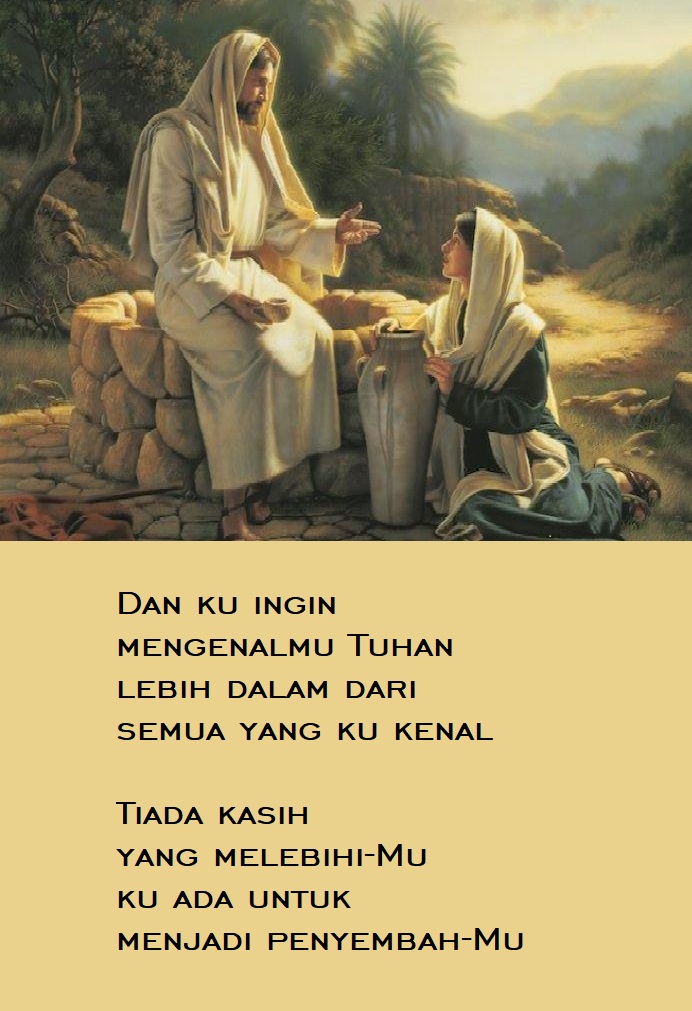 Dan ku ingin
mengenalmu Tuhan
lebih dalam dari
semua yang ku kenal
Tiada kasih
yang melebihi-Mu
ku ada untuk
menjadi penyembah-Mu